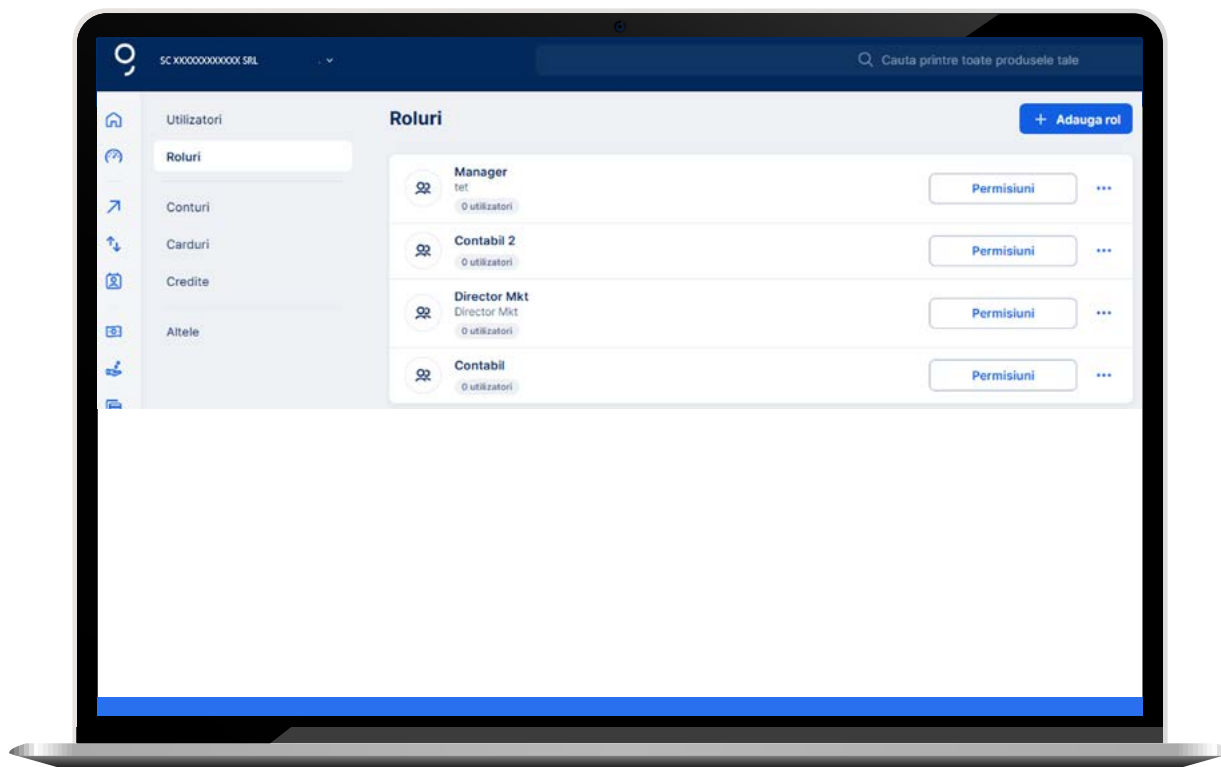 SC XXXXXXXXXXXX SRL
Cauta printre toate produsele tale
Utilizatori
Roluri
Conturi
Carduri
Credite
Altele
Roluri
+ Adauga rol
Manager
tet
0 utilizatori
Permisiuni
Contabil 2
0 utilizatori
Permisiuni
Director Mkt
Director Mkt
0 utilizatori
Permisiuni
Contabil
0 utilizatori
Permisiuni